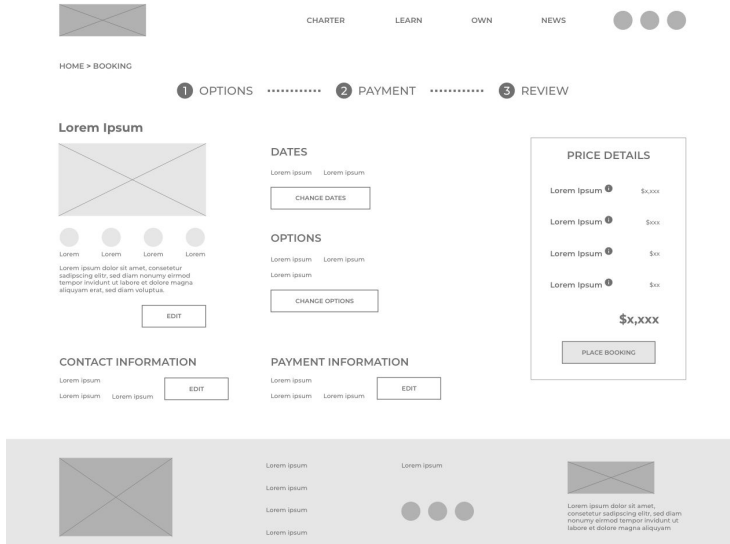 CHARTER LEARN OWN NEWS
HOME > BOOKING
1 OPTIONS 2 PAYMENT 3 REVIEW
Lorem Ipsum
Lorem Lorem Lorem Lorem
Lorem ipsum dolor sit amet, consetetur
sadipscing elitr, sed diam nonumy eirmod
tempor invidunt ut labore et dolore magna
aliquyam erat, sed diam voluptua.
EDIT
DATES
Lorem ipsum Lorem ipsum
CHANGE DATES
OPTIONS
Lorem ipsum Lorem ipsum
Lorem ipsum
CHANGE OPTIONS
PRICE DETAILS
Lorem Ipsum i $x,xxx
Lorem Ipsum i $xxx
Lorem Ipsum i $xx
Lorem Ipsum i $xx
$x,xxx
PLACE BOOKING
CONTACT INFORMATION
Lorem ipsum
Lorem ipsum Lorem ipsum
EDIT
PAYMENT INFORMATION
Lorem ipsum
Lorem ipsum Lorem ipsum
EDIT
Lorem ipsum
Lorem ipsum
Lorem ipsum
Lorem ipsum
Lorem ipsum
Lorem ipsum dolor sit amet,
consetetur sadipscing elitr, sed diam
nonumy eirmod tempor invidunt ut
labore et dolore magna aliquyam